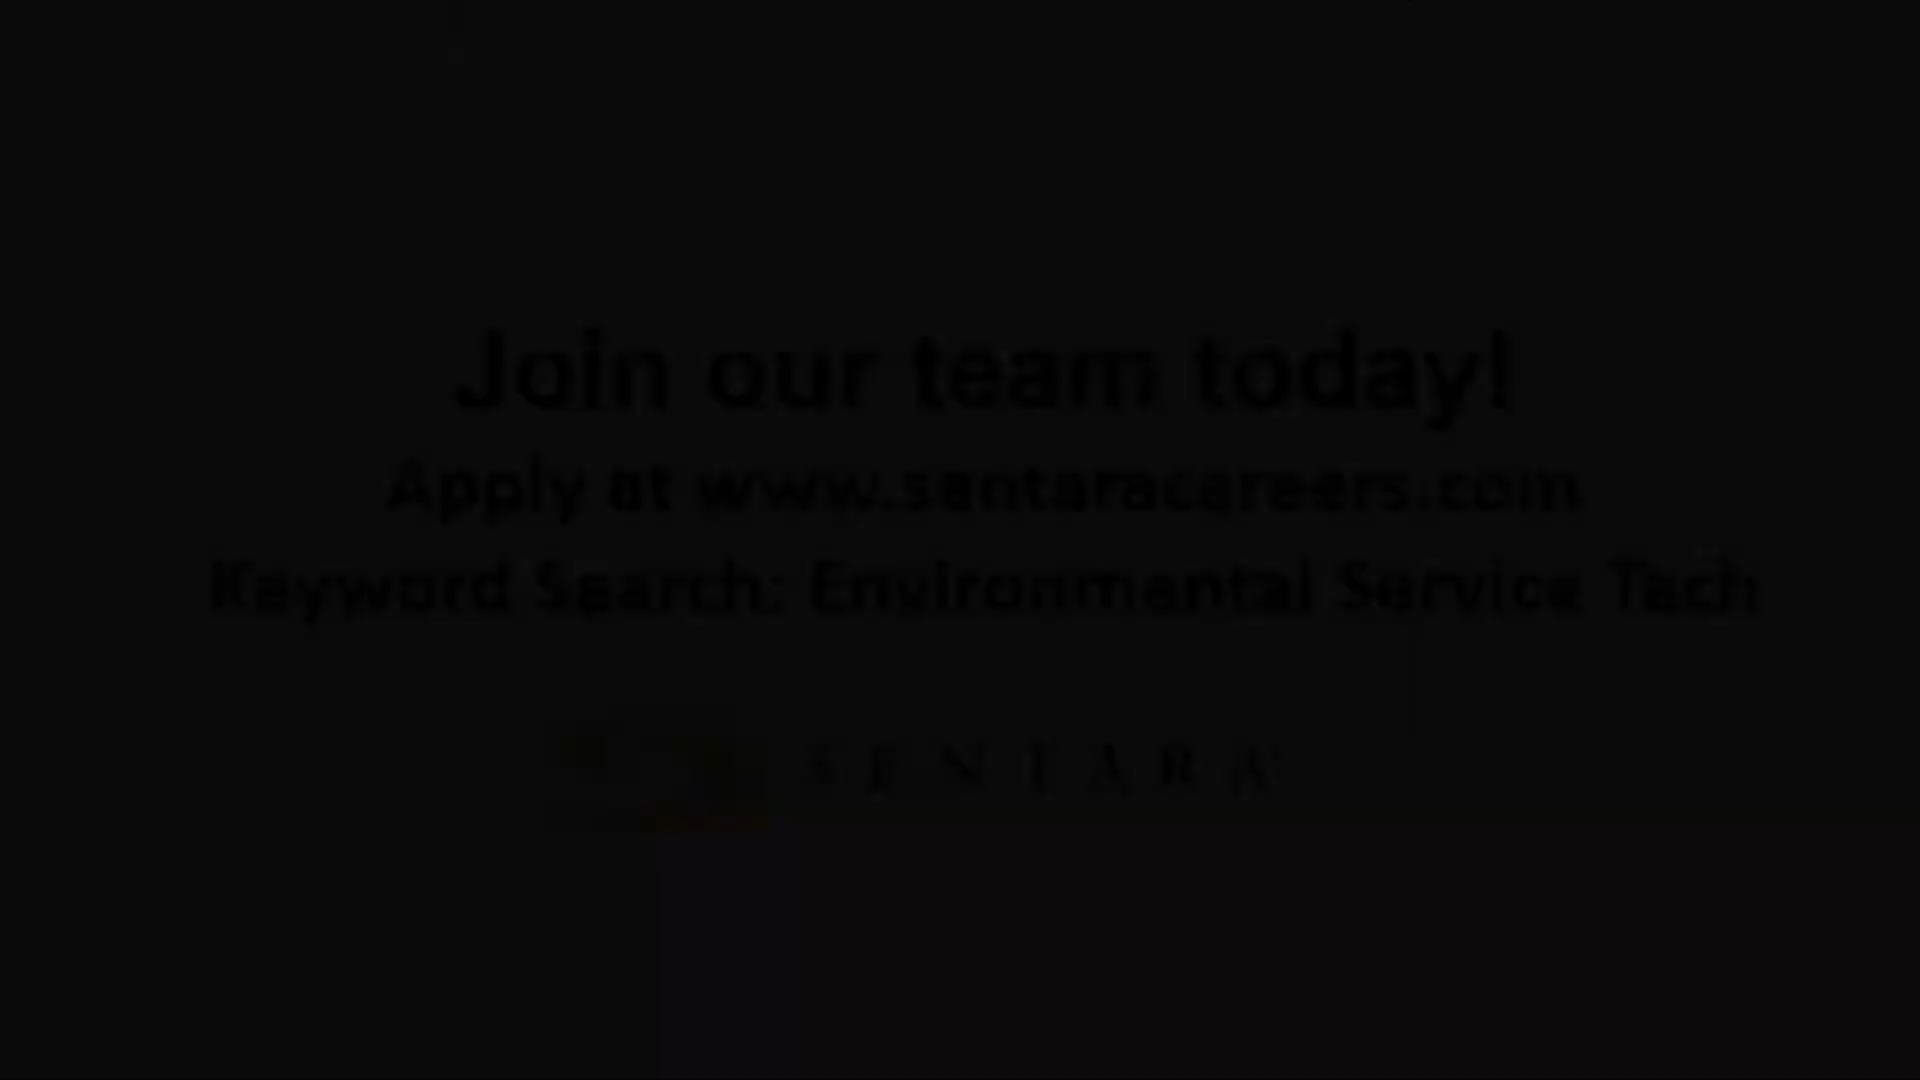 Join our team today!
Apply at www.sentaracareers.com
Keyword Search: Environmental Service Tech
SENTARA